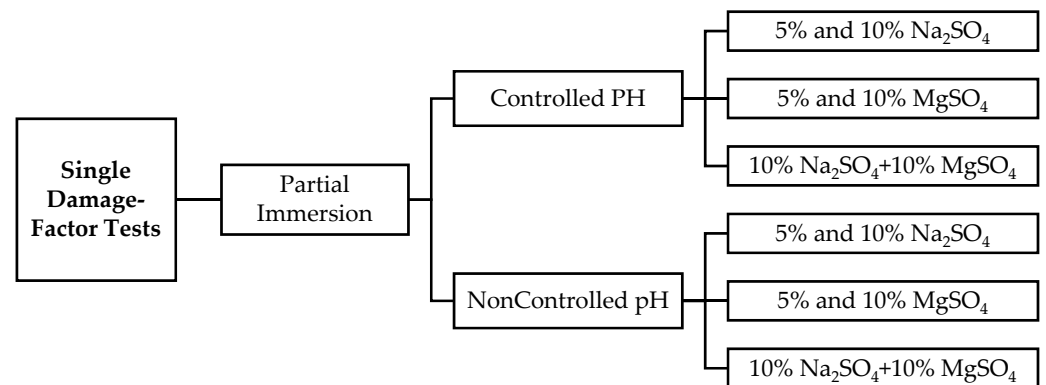 Single
Damage-
Factor Tests
Partial
Immersion
Controlled PH
5% and 10% Na₂SO₄
5% and 10% MgSO₄
10% Na₂SO₄+10% MgSO₄
NonControlled pH
5% and 10% Na₂SO₄
5% and 10% MgSO₄
10% Na₂SO₄+10% MgSO₄